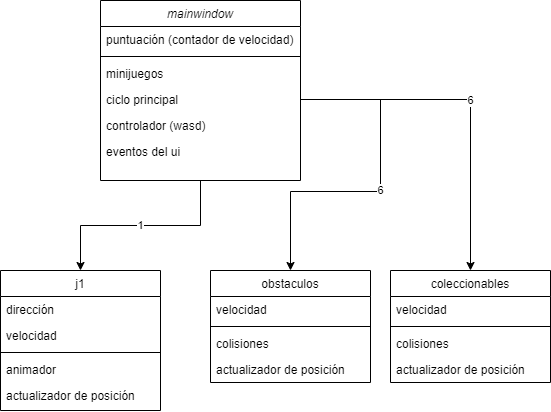 mainwindow
puntuación (contador de velocidad)
minijuegos
ciclo principal
controlador (wasd)
eventos del ui
6
6
1
j1
dirección
velocidad
animador
actualizador de posición
obstaculos
velocidad
colisiones
actualizador de posición
coleccionables
velocidad
colisiones
actualizador de posición